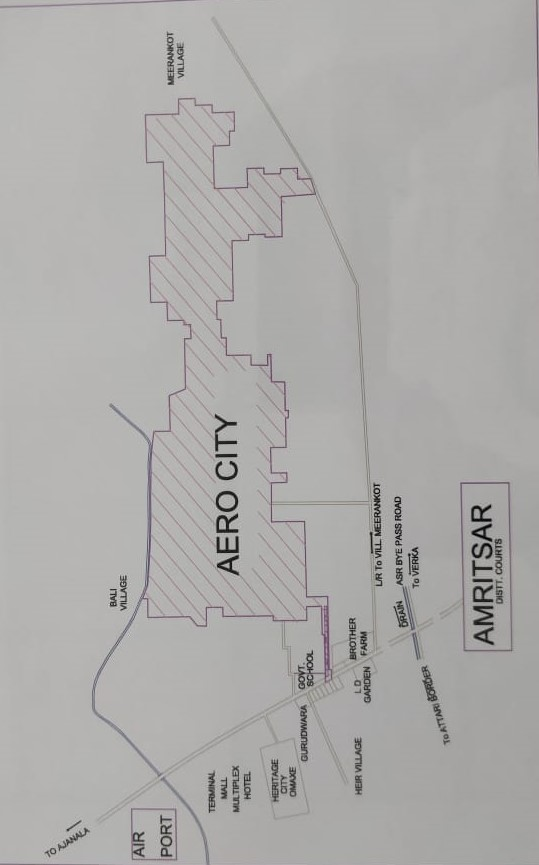 MEERANKOT
VILLAGE
BALI
VILLAGE
AERO CITY
L/R To VILL. MEERANKOT
ASR BYE PASS ROAD
To VERKA
DRAIN
AMRITSAR
DISTT. COURTS
BROTHER
FARM
L D
GARDEN
GOVT.
SCHOOL
GURUDWARA
To ATTARI BORDER
HEIR VILLAGE
HERITAGE
CITY
OMAXE
TERMINAL
MALL
MULTIPLEX
HOTEL
AIR
PORT
TO AJANALA